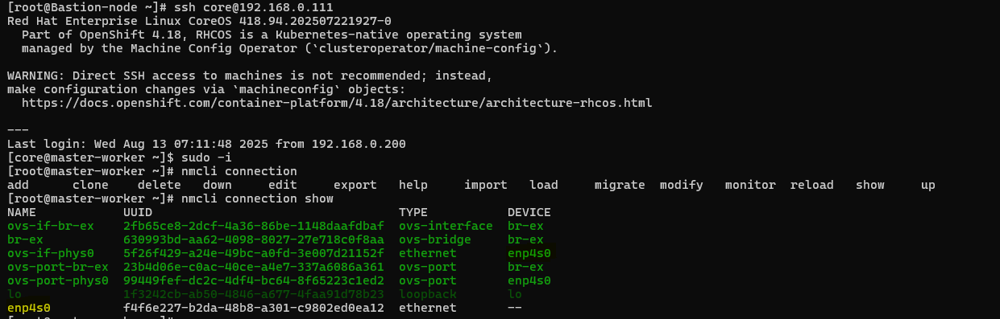 [root@Bastion-node ~]# ssh core@192.168.0.111
Red Hat Enterprise Linux CoreOS 418.94.202507221927-0
  Part of OpenShift 4.18, RHCOS is a Kubernetes-native operating system
  managed by the Machine Config Operator (`clusteroperator/machine-config`).

WARNING: Direct SSH access to machines is not recommended; instead,
make configuration changes via `machineconfig` objects:
  https://docs.openshift.com/container-platform/4.18/architecture/architecture-rhcos.html

---
Last login: Wed Aug 13 07:11:48 2025 from 192.168.0.200
[core@master-worker ~]$ sudo -i
[root@master-worker ~]# nmcli connection
add      clone    delete   down     edit     export   help     import   load     migrate  modify   monitor  reload   show     up
[root@master-worker ~]# nmcli connection show
NAME            UUID                                  TYPE           DEVICE
ovs-if-br-ex    2fb65ce8-2dcf-4a36-86be-1148daafdbaf  ovs-interface  br-ex
br-ex           630993bd-aa62-4098-8027-27e718c0f8aa  ovs-bridge     br-ex
ovs-if-phys0    5f26f429-a24e-49bc-a0fd-3e007d21152f  ethernet       enp4s0
ovs-port-br-ex  23b4d06e-c0ac-40ce-a4e7-337a6086a361  ovs-port       br-ex
ovs-port-phys0  99449fef-dc2c-4df4-bc64-8f65223c1ed2  ovs-port       enp4s0
lo              1f3242cb-ab50-4846-a677-4faa91d78b23  loopback       lo
enp4s0          f4f6e227-b2da-48b8-a301-c9802ed0ea12  ethernet       --